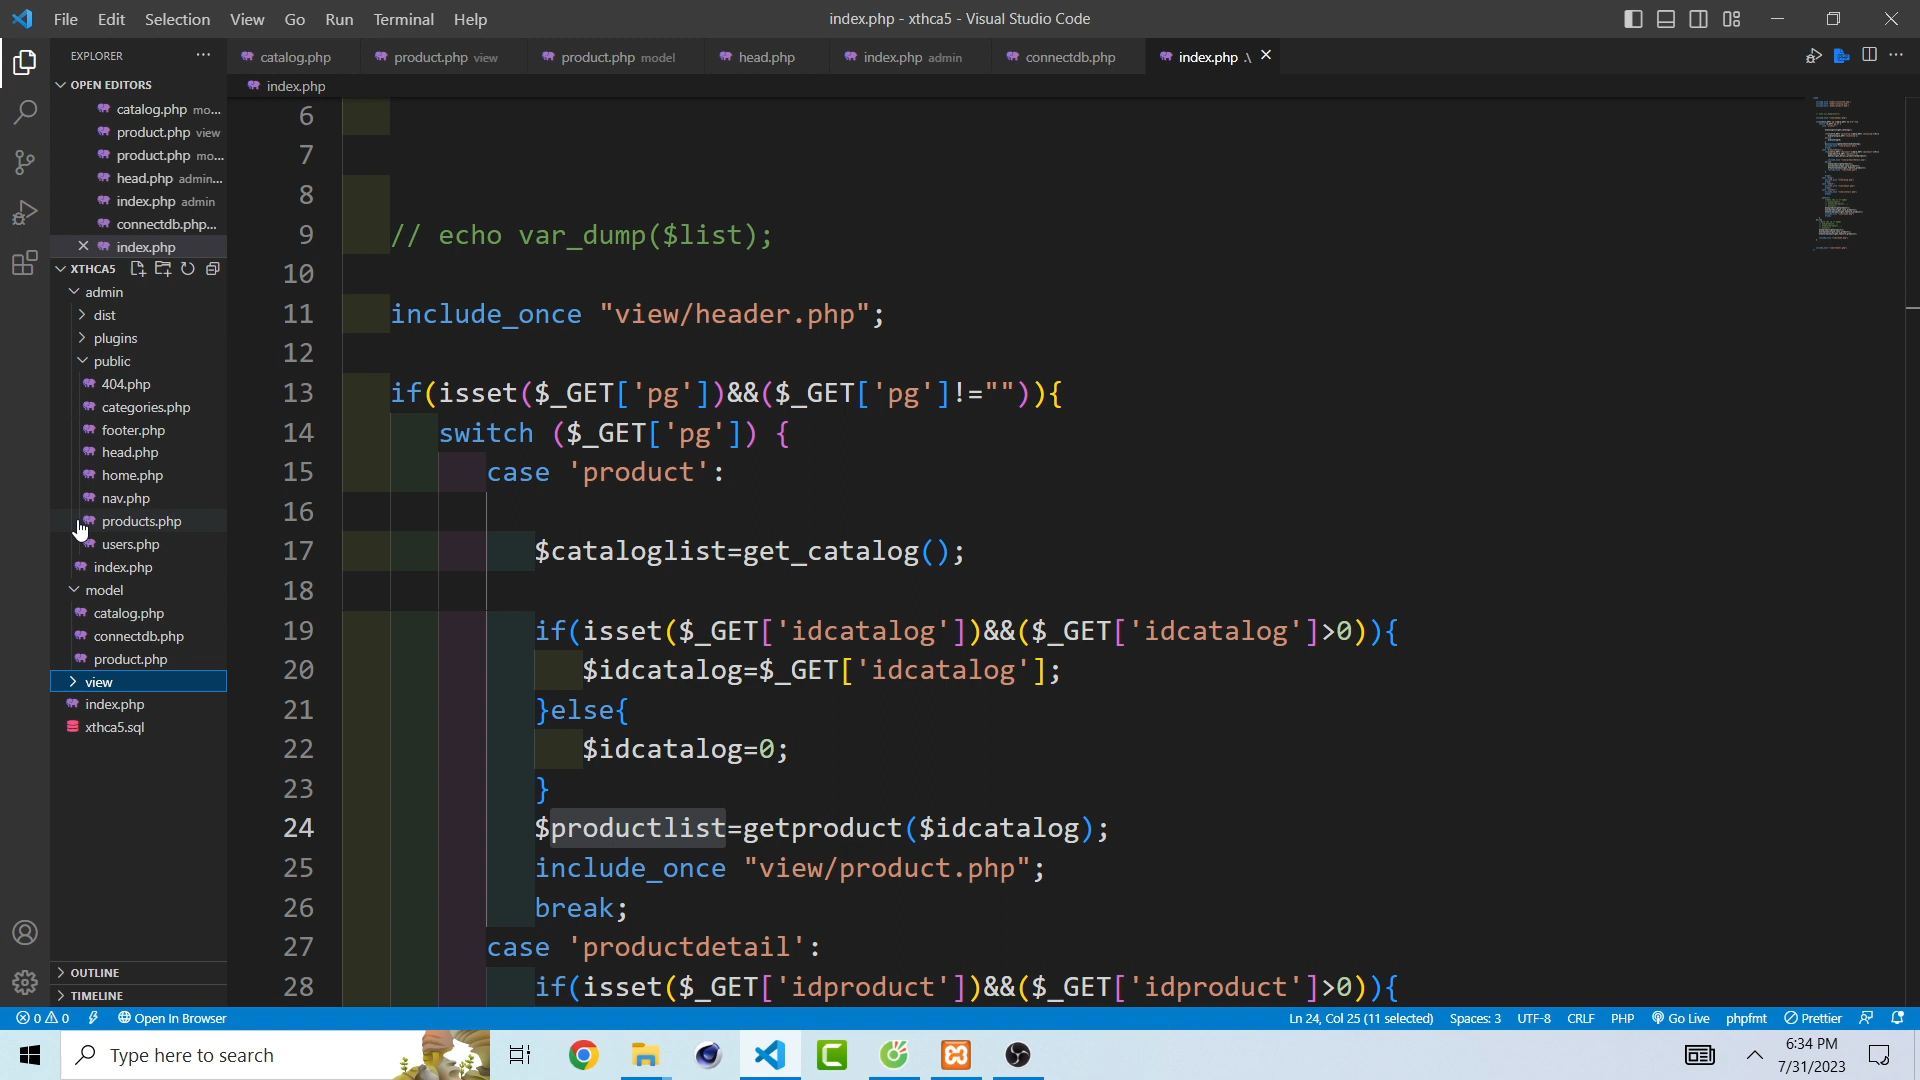 File Edit Selection View Go Run Terminal Help
index.php - xthca5 - Visual Studio Code
EXPLORER
catalog.php
product.php view
product.php model
head.php
index.php admin
connectdb.php
index.php .\
OPEN EDITORS
catalog.php mo...
product.php view
product.php mo...
head.php admin...
index.php admin
connectdb.php...
index.php
XTHCA5
admin
dist
plugins
public
404.php
categories.php
footer.php
head.php
home.php
nav.php
products.php
users.php
index.php
model
catalog.php
connectdb.php
product.php
view
index.php
xthca5.sql
OUTLINE
TIMELINE
index.php
6
7
8
9 // echo var_dump($list);
10
11 include_once "view/header.php";
12
13 if(isset($_GET['pg'])&&($_GET['pg']!="")){
14 switch ($_GET['pg']) {
15 case 'product':
16
17 $cataloglist=get_catalog();
18
19 if(isset($_GET['idcatalog'])&&($_GET['idcatalog']>0)){
20 $idcatalog=$_GET['idcatalog'];
21 }else{
22 $idcatalog=0;
23 }
24 $productlist=getproduct($idcatalog);
25 include_once "view/product.php";
26 break;
27 case 'productdetail':
28 if(isset($_GET['idproduct'])&&($_GET['idproduct']>0)){
0 0 Open In Browser
Ln 24, Col 25 (11 selected) Spaces: 3 UTF-8 CRLF PHP Go Live phpfmt Prettier
Type here to search
6:34 PM
7/31/2023